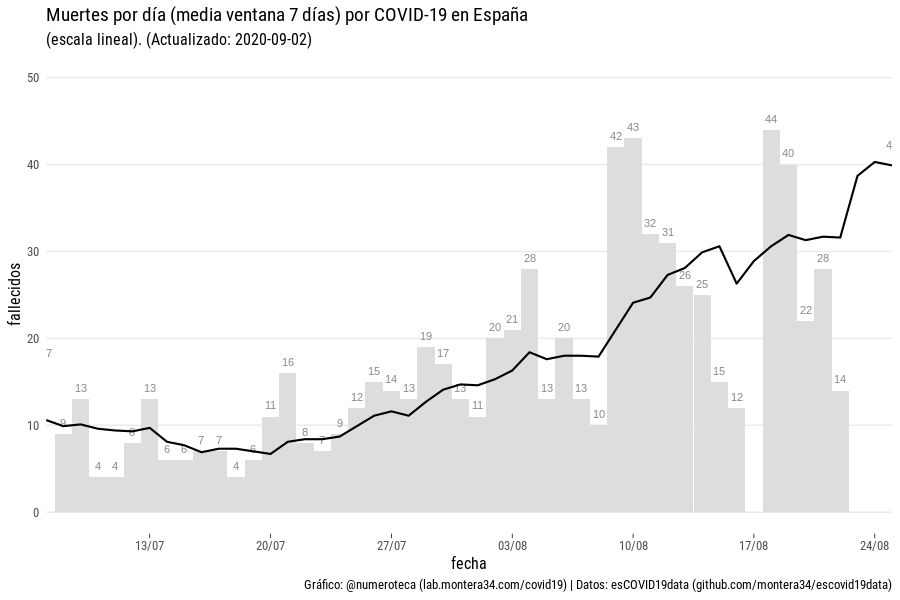 Muertes por día (media ventana 7 días) por COVID-19 en España
(escala lineal). (Actualizado: 2020-09-02)
50
40
30
20
10
0
fallecidos
7 9 13 4 4 8 13 6 6 7 7 4 6 11 16 8 7 9 12 15 14 13 19 17 13 11 20 21 28 13 20 13 10 42 43 32 31 26 25 15 12 44 40 22 28 14 4
13/07 20/07 27/07 03/08 10/08 17/08 24/08
fecha
Gráfico: @numeroteca (lab.montera34.com/covid19) | Datos: esCOVID19data (github.com/montera34/escovid19data)